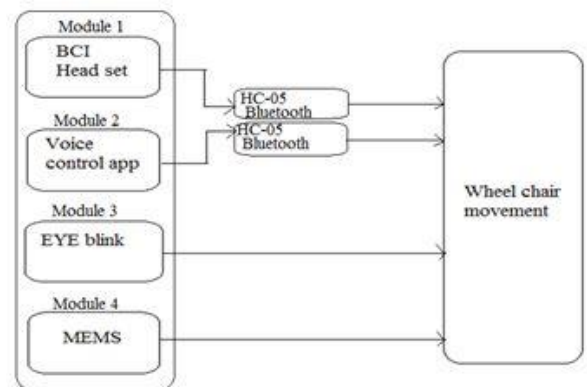 Module 1
BCI
Head set
HC-05
Bluetooth
Module 2
HC-05
Bluetooth
Voice
control app
Wheel chair
movement
Module 3
EYE blink
Module 4
MEMS